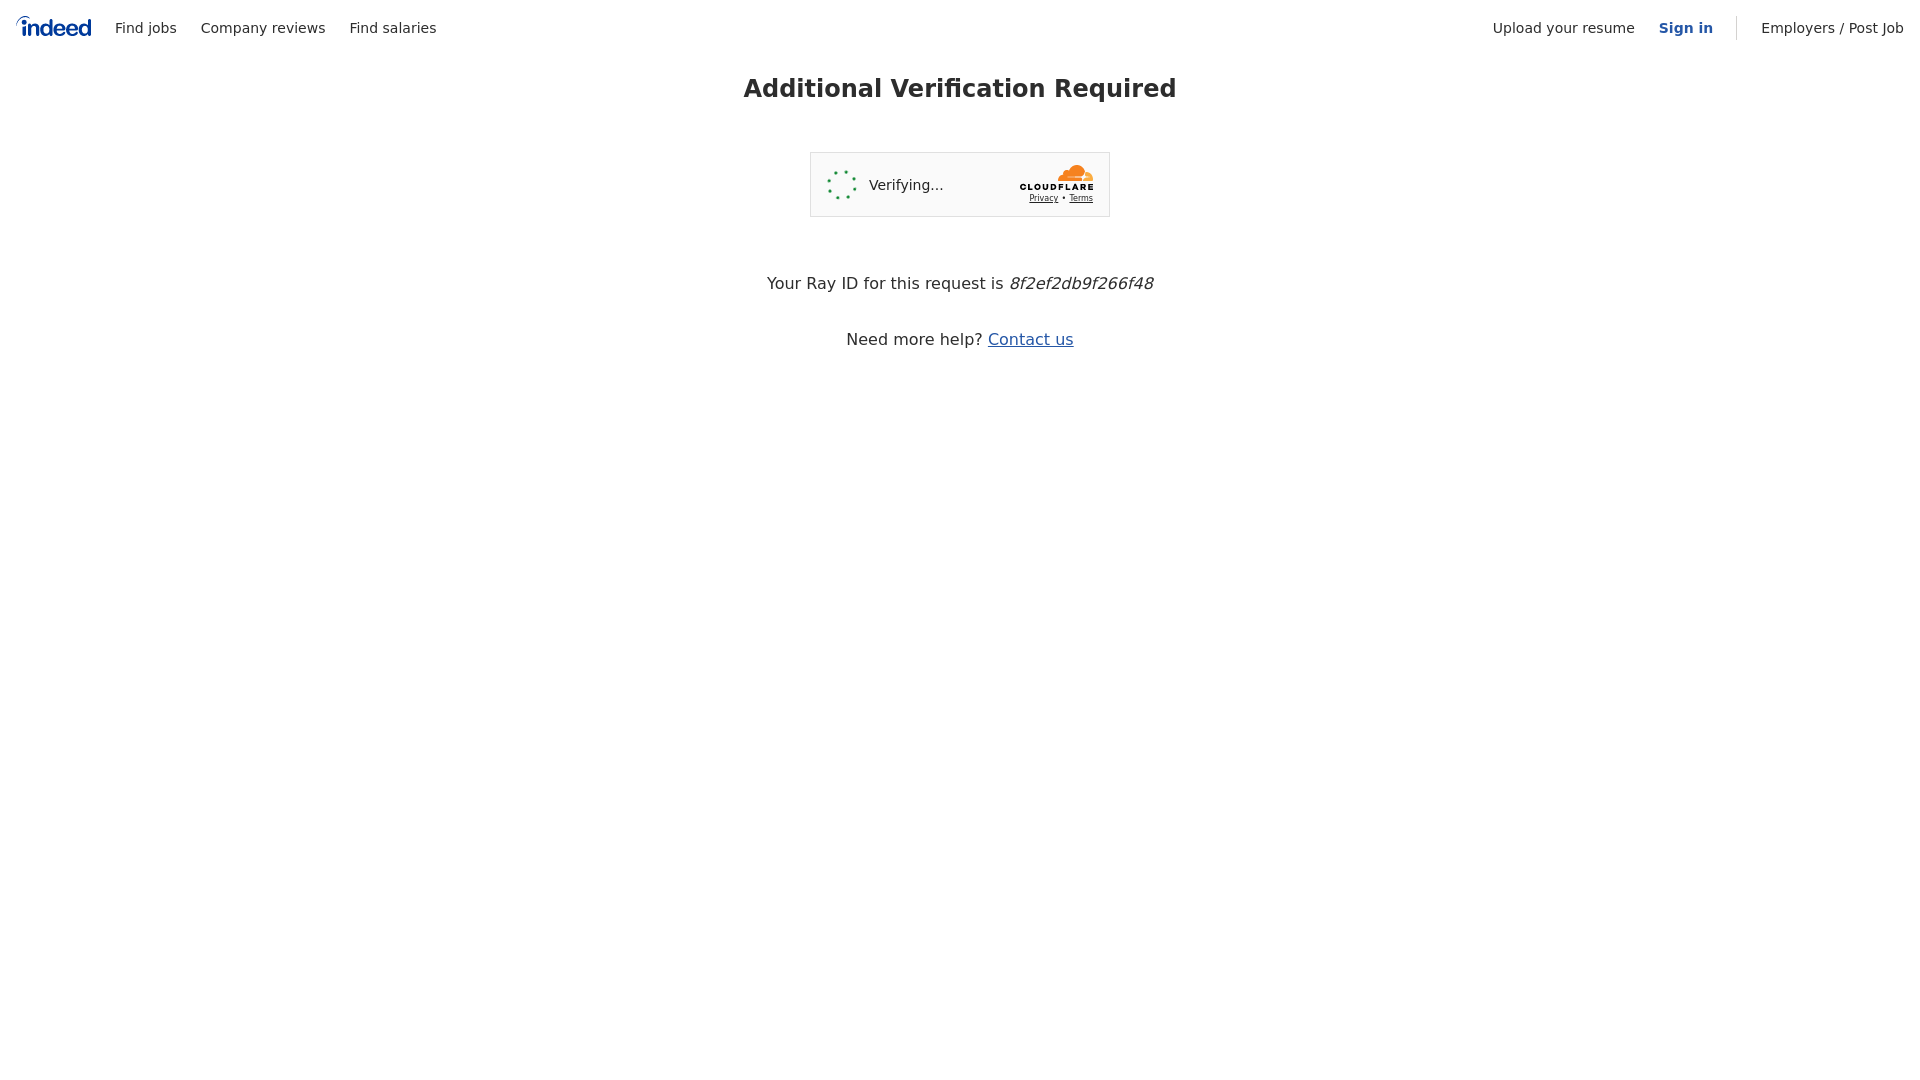 indeed
Find jobs
Company reviews
Find salaries
Upload your resume
Sign in
Employers / Post Job
Additional Verification Required
Verifying...
CLOUDFLARE
Privacy • Terms
Your Ray ID for this request is 8f2ef2db9f266f48
Need more help? Contact us